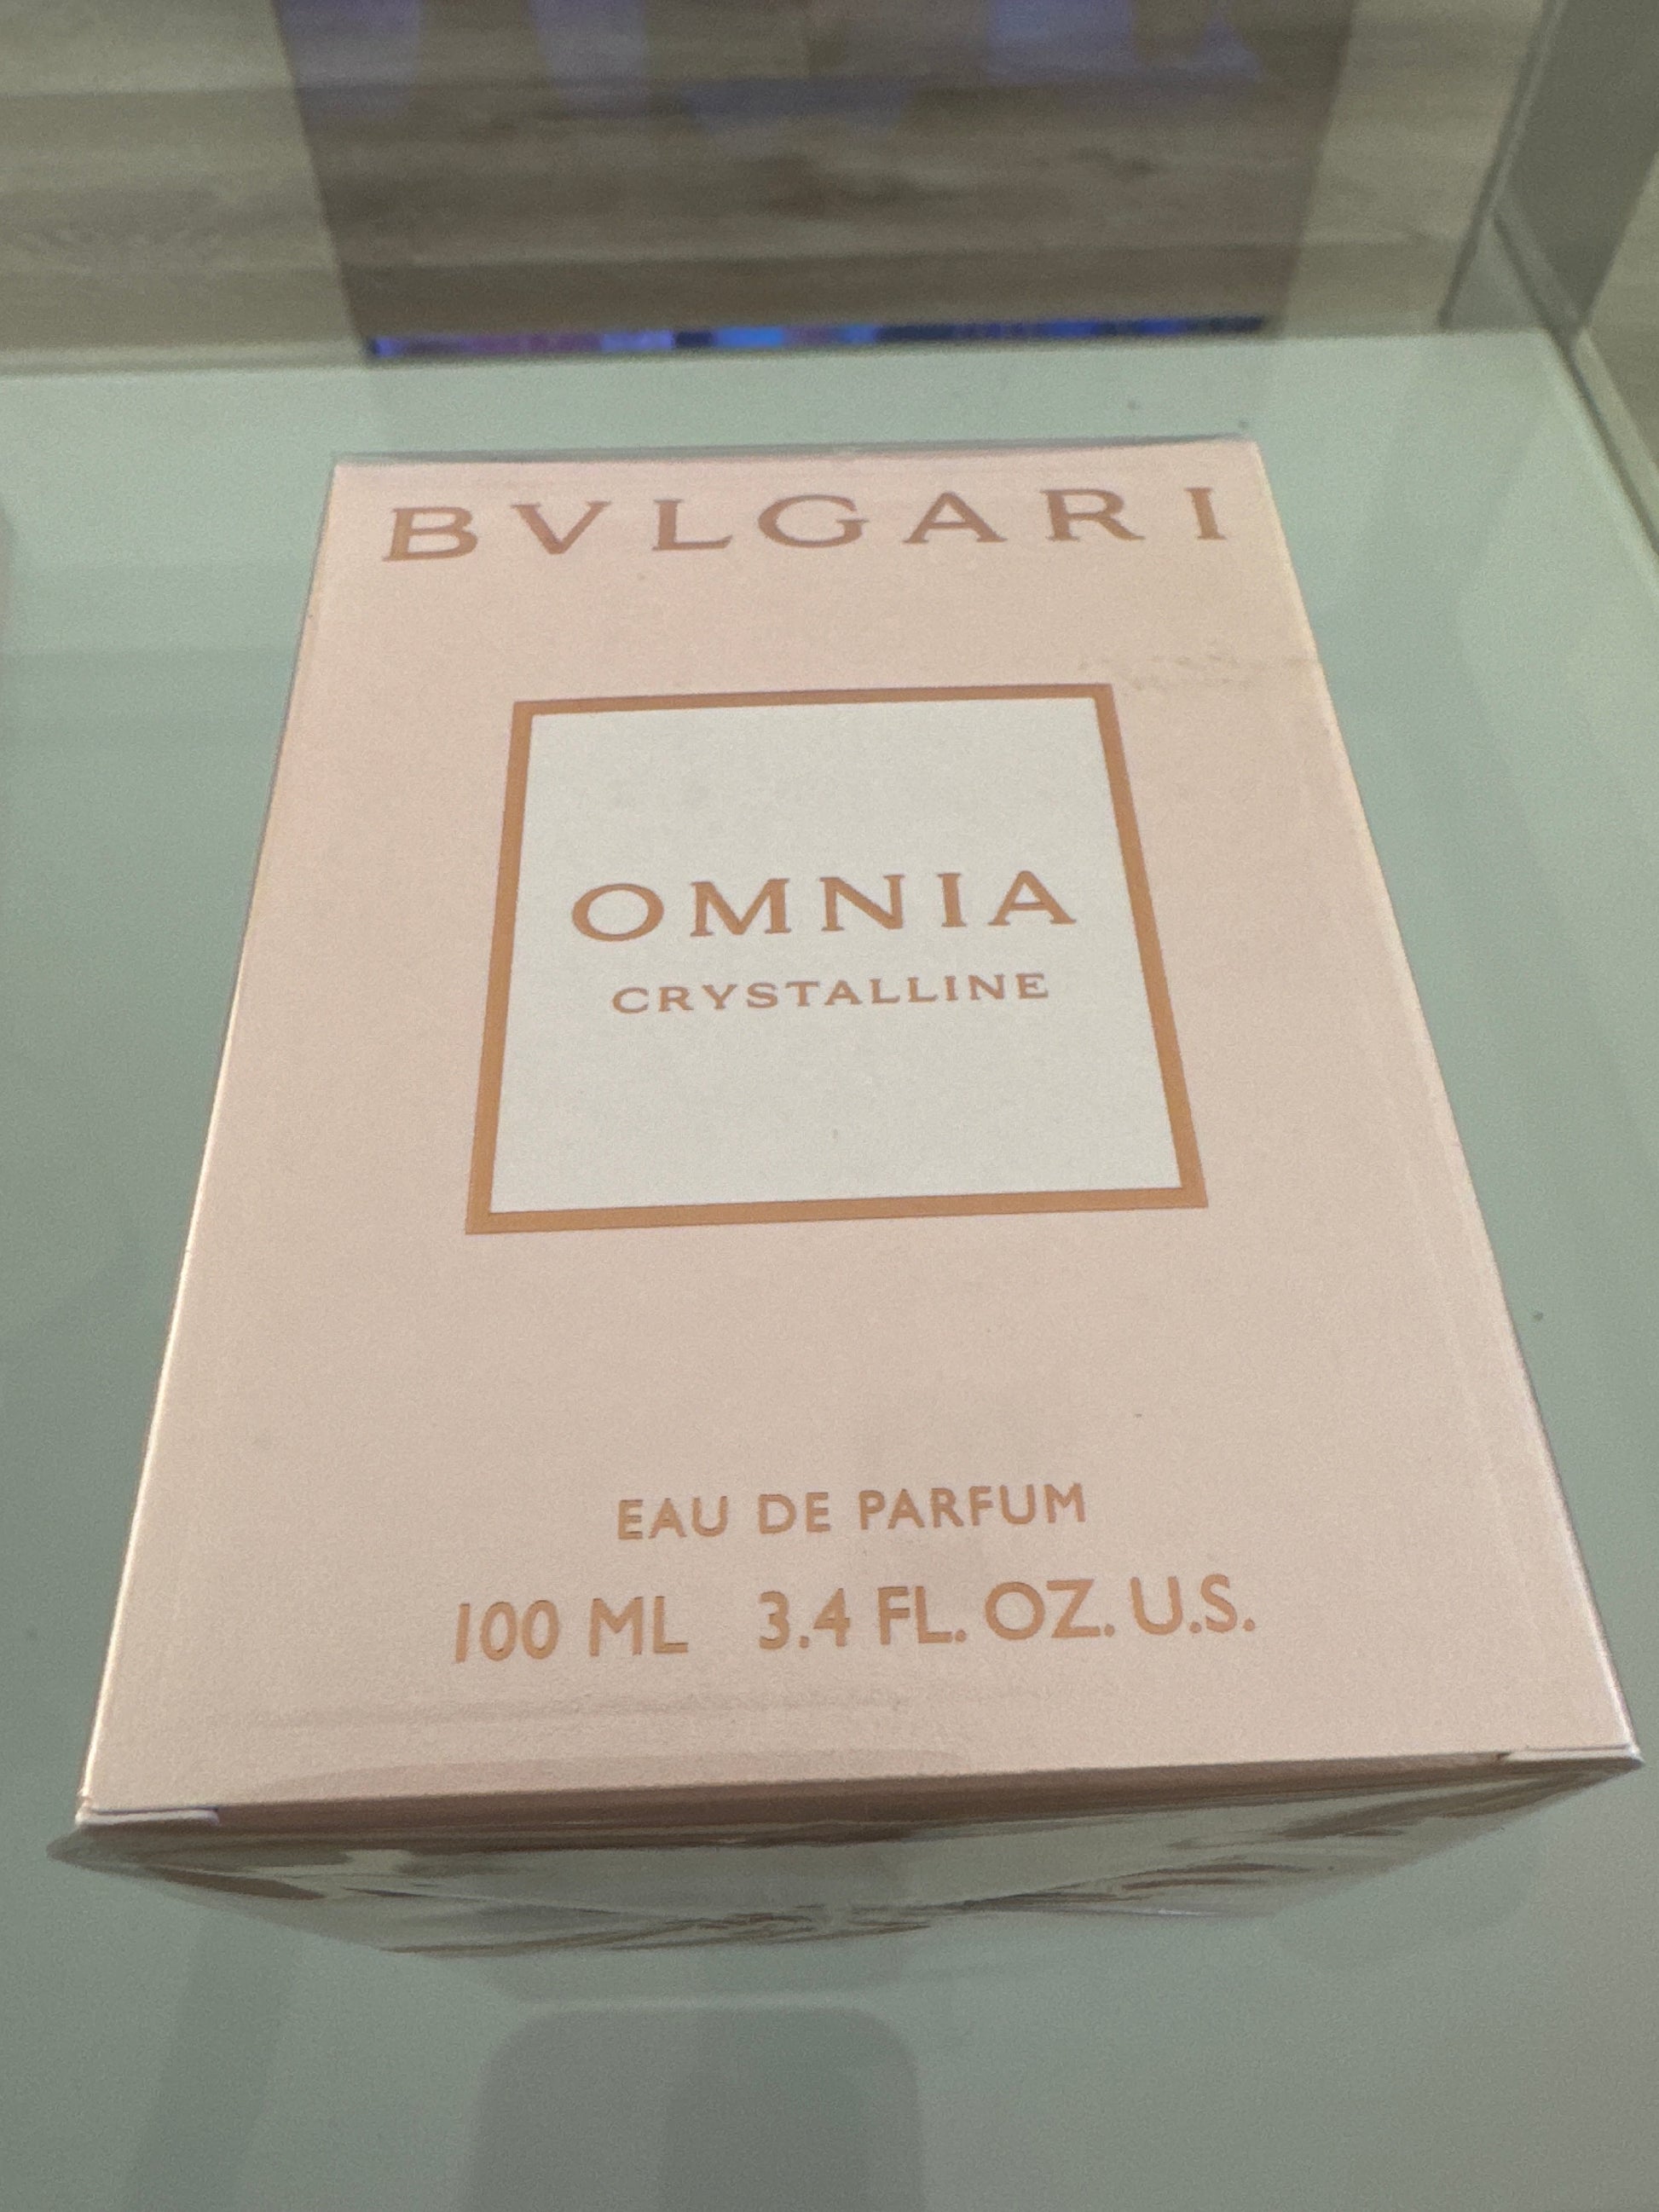 BVLGARI
OMNIA
CRYSTALLINE
EAU DE PARFUM
100 ML 3.4 FL. OZ. U.S.